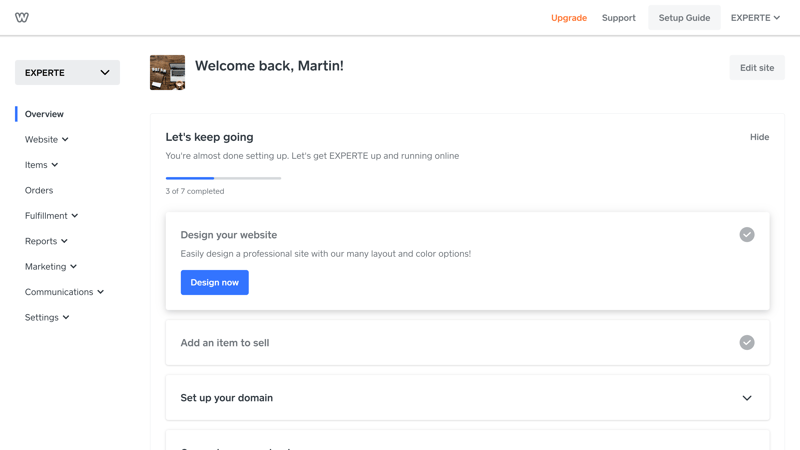 Upgrade
Support
Setup Guide
EXPERTE
EXPERTE
Welcome back, Martin!
Edit site
Overview
Website
Items
Orders
Fulfillment
Reports
Marketing
Communications
Settings
Let's keep going
Hide
You're almost done setting up. Let's get EXPERTE up and running online
3 of 7 completed
Design your website
Easily design a professional site with our many layout and color options!
Design now
Add an item to sell
Set up your domain